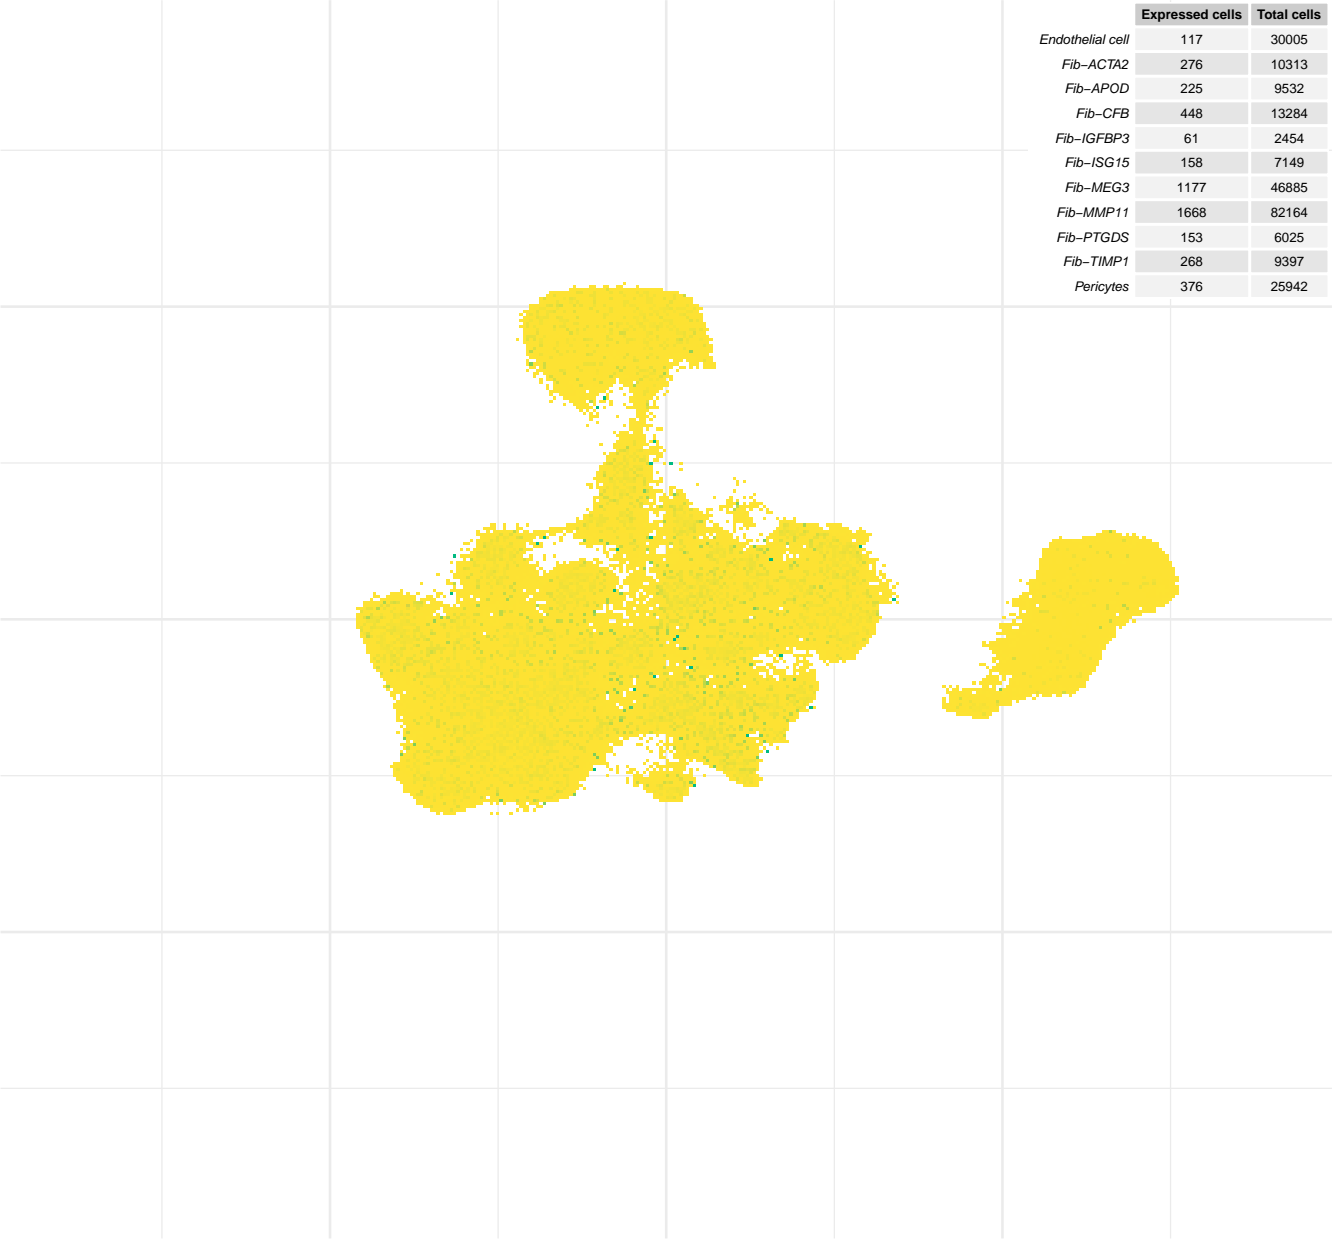 Expressed cells Total cells
Endothelial cell 117 30005
Fib−ACTA2 276 10313
Fib−APOD 225 9532
Fib−CFB 448 13284
Fib−IGFBP3 61 2454
Fib−ISG15 158 7149
Fib−MEG3 1177 46885
Fib−MMP11 1668 82164
Fib−PTGDS 153 6025
Fib−TIMP1 268 9397
Pericytes 376 25942